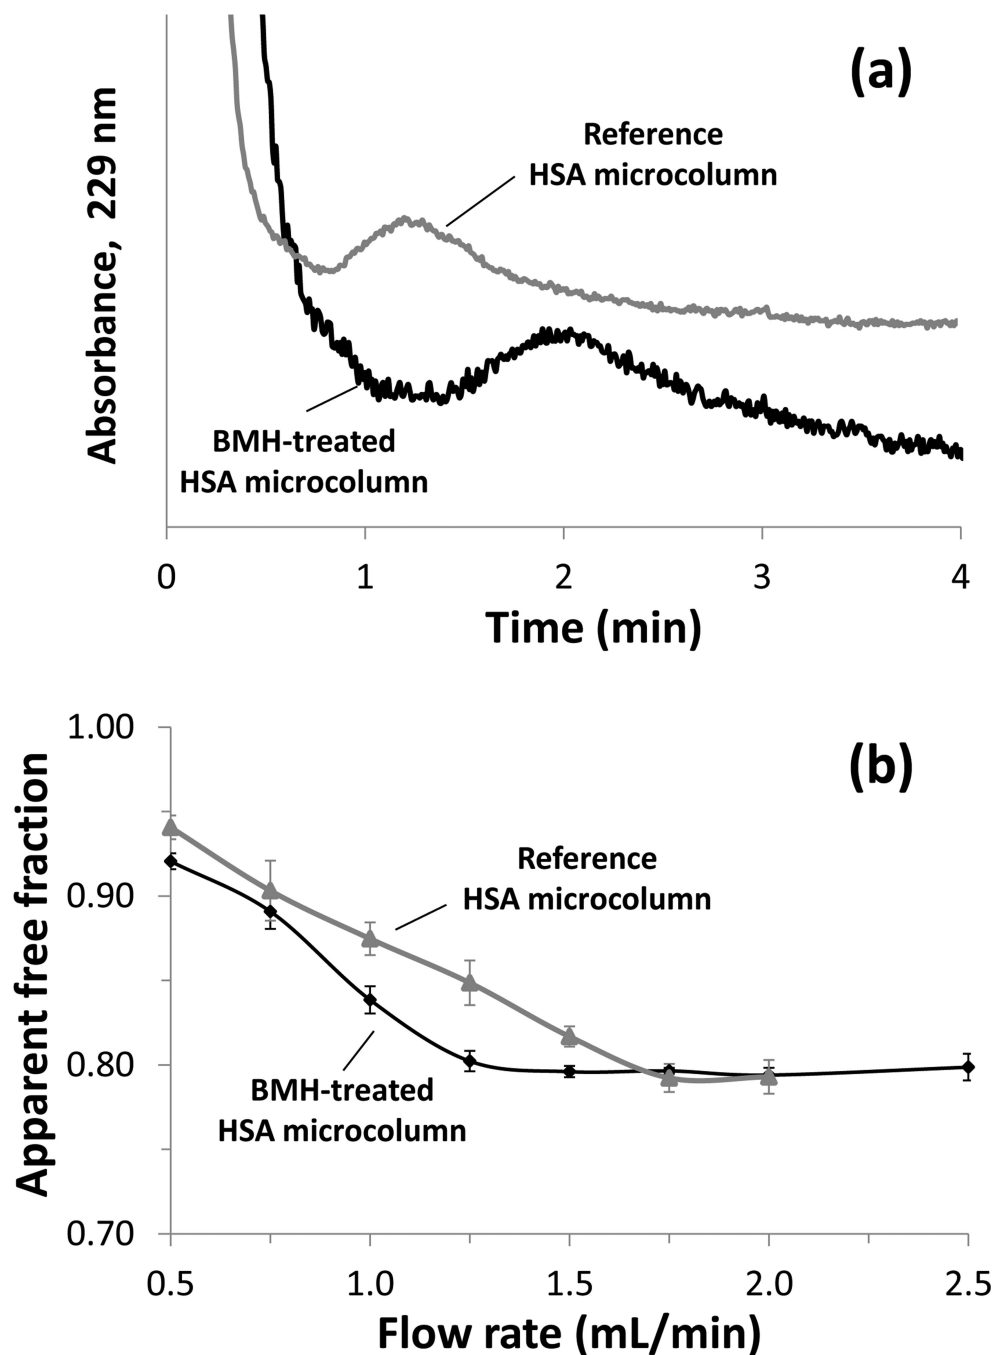 (a)
Absorbance, 229 nm
Reference
HSA microcolumn
BMH-treated
HSA microcolumn
0 1 2 3 4
Time (min)
(b)
Apparent free fraction
1.00
0.90
0.80
0.70
Reference
HSA microcolumn
BMH-treated
HSA microcolumn
0.5 1.0 1.5 2.0 2.5
Flow rate (mL/min)